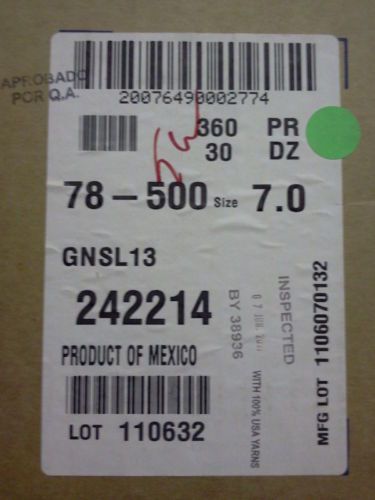 APROBADO
POR Q.A.
20076490002774
5W
360 PR
30 DZ
78-500 Size 7.0
GNSL13
242214
PRODUCT OF MEXICO
LOT 110632
BY 38936
INSPECTED
WITH 100% USA YARNS
MFG LOT 1106070132